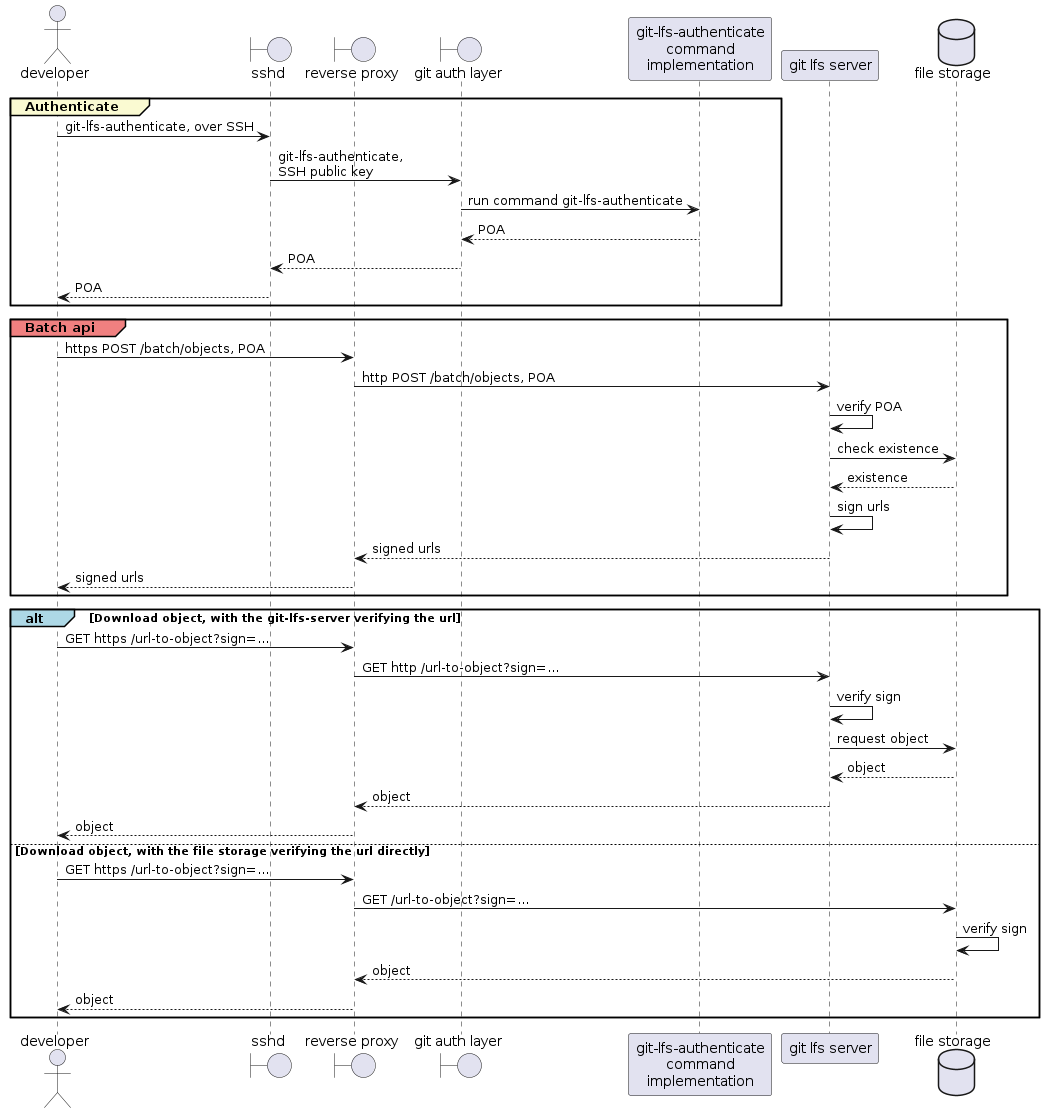 developer
sshd
reverse proxy
git auth layer
git-lfs-authenticate
command
implementation
git lfs server
file storage
Authenticate
git-lfs-authenticate, over SSH
git-lfs-authenticate,
SSH public key
run command git-lfs-authenticate
POA
POA
POA
Batch api
https POST /batch/objects, POA
http POST /batch/objects, POA
verify POA
check existence
existence
sign urls
signed urls
signed urls
alt [Download object, with the git-lfs-server verifying the url]
GET https /url-to-object?sign=...
GET http /url-to-object?sign=...
verify sign
request object
object
object
object
[Download object, with the file storage verifying the url directly]
GET https /url-to-object?sign=...
GET /url-to-object?sign=...
verify sign
object
object
developer
sshd
reverse proxy
git auth layer
git-lfs-authenticate
command
implementation
git lfs server
file storage